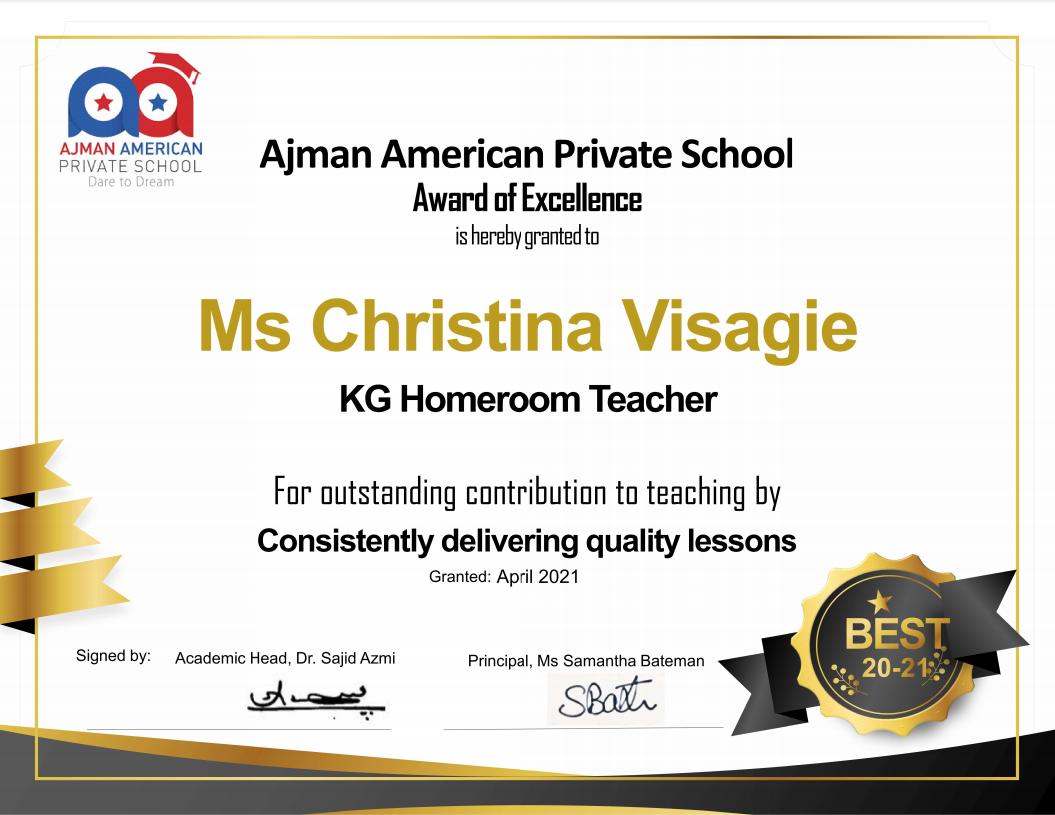 AJMAN AMERICAN
PRIVATE SCHOOL
Dare to Dream
Ajman American Private School
Award of Excellence
is hereby granted to
Ms Christina Visagie
KG Homeroom Teacher
For outstanding contribution to teaching by
Consistently delivering quality lessons
Granted: April 2021
BEST
20-21
Signed by: Academic Head, Dr. Sajid Azmi
Principal, Ms Samantha Bateman